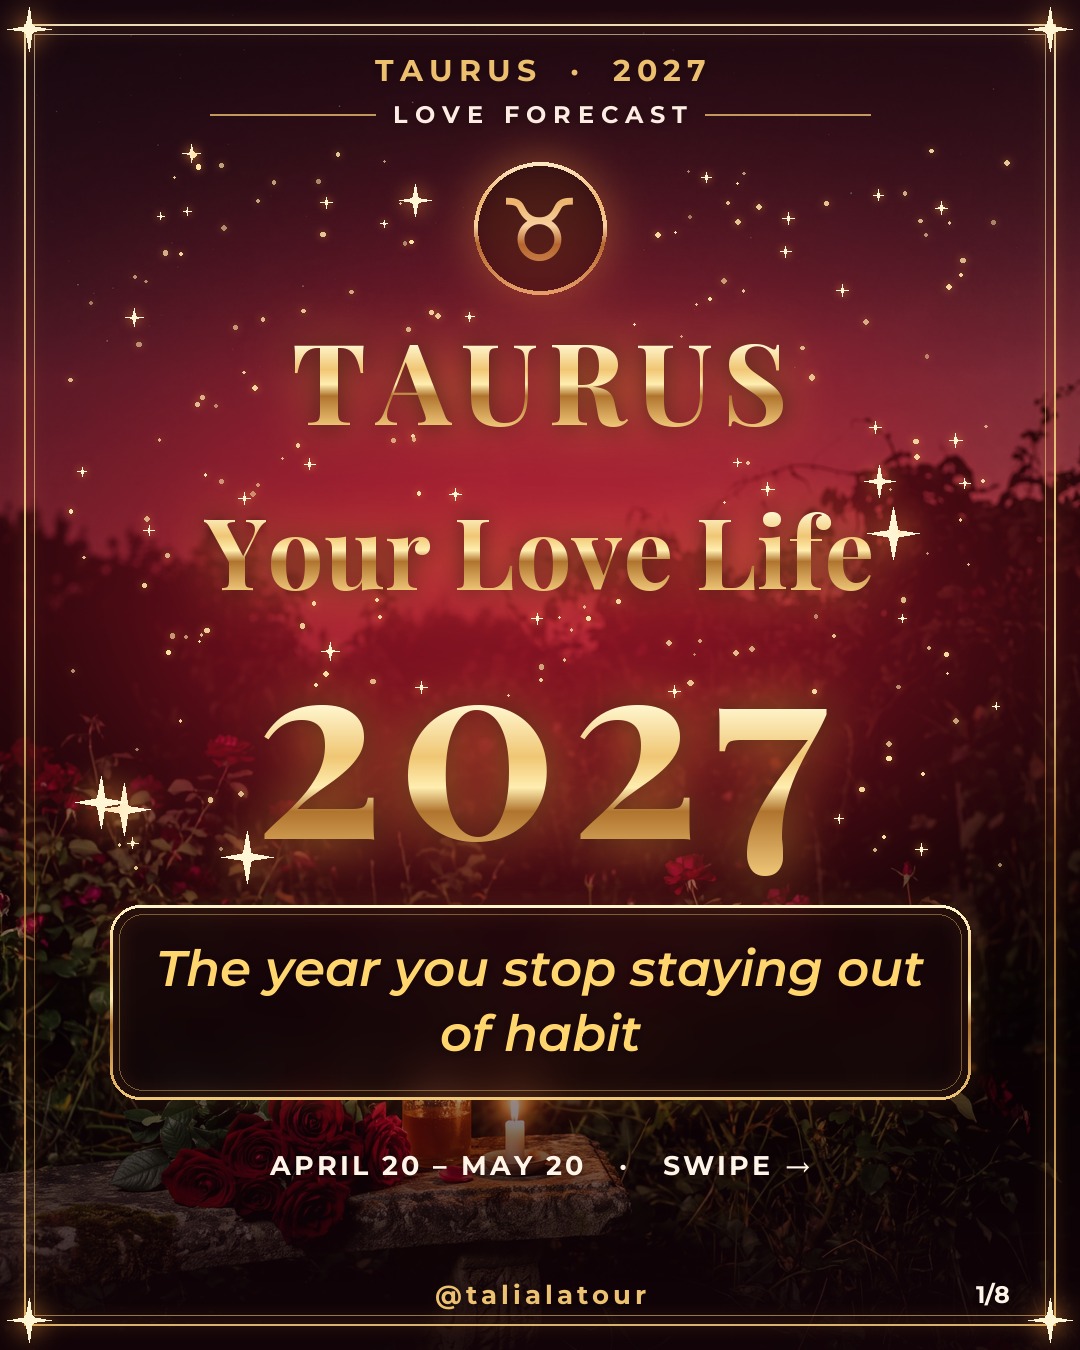 TAURUS · 2027
LOVE FORECAST
♉
TAURUS
Your Love Life
2027
The year you stop staying out
of habit
APRIL 20 – MAY 20 · SWIPE →
@talialatour
1/8